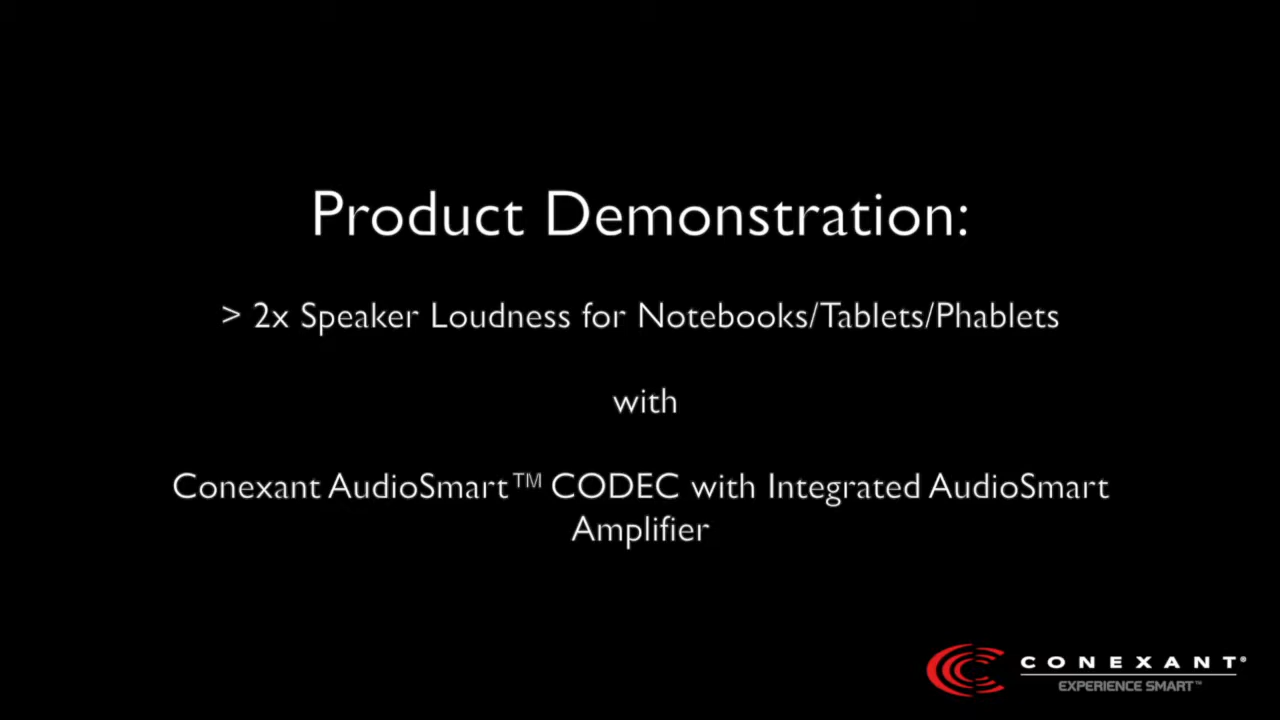 Product Demonstration:
> 2x Speaker Loudness for Notebooks/Tablets/Phablets
with
Conexant AudioSmart™ CODEC with Integrated AudioSmart
Amplifier
CONEXANT®
EXPERIENCE SMART™